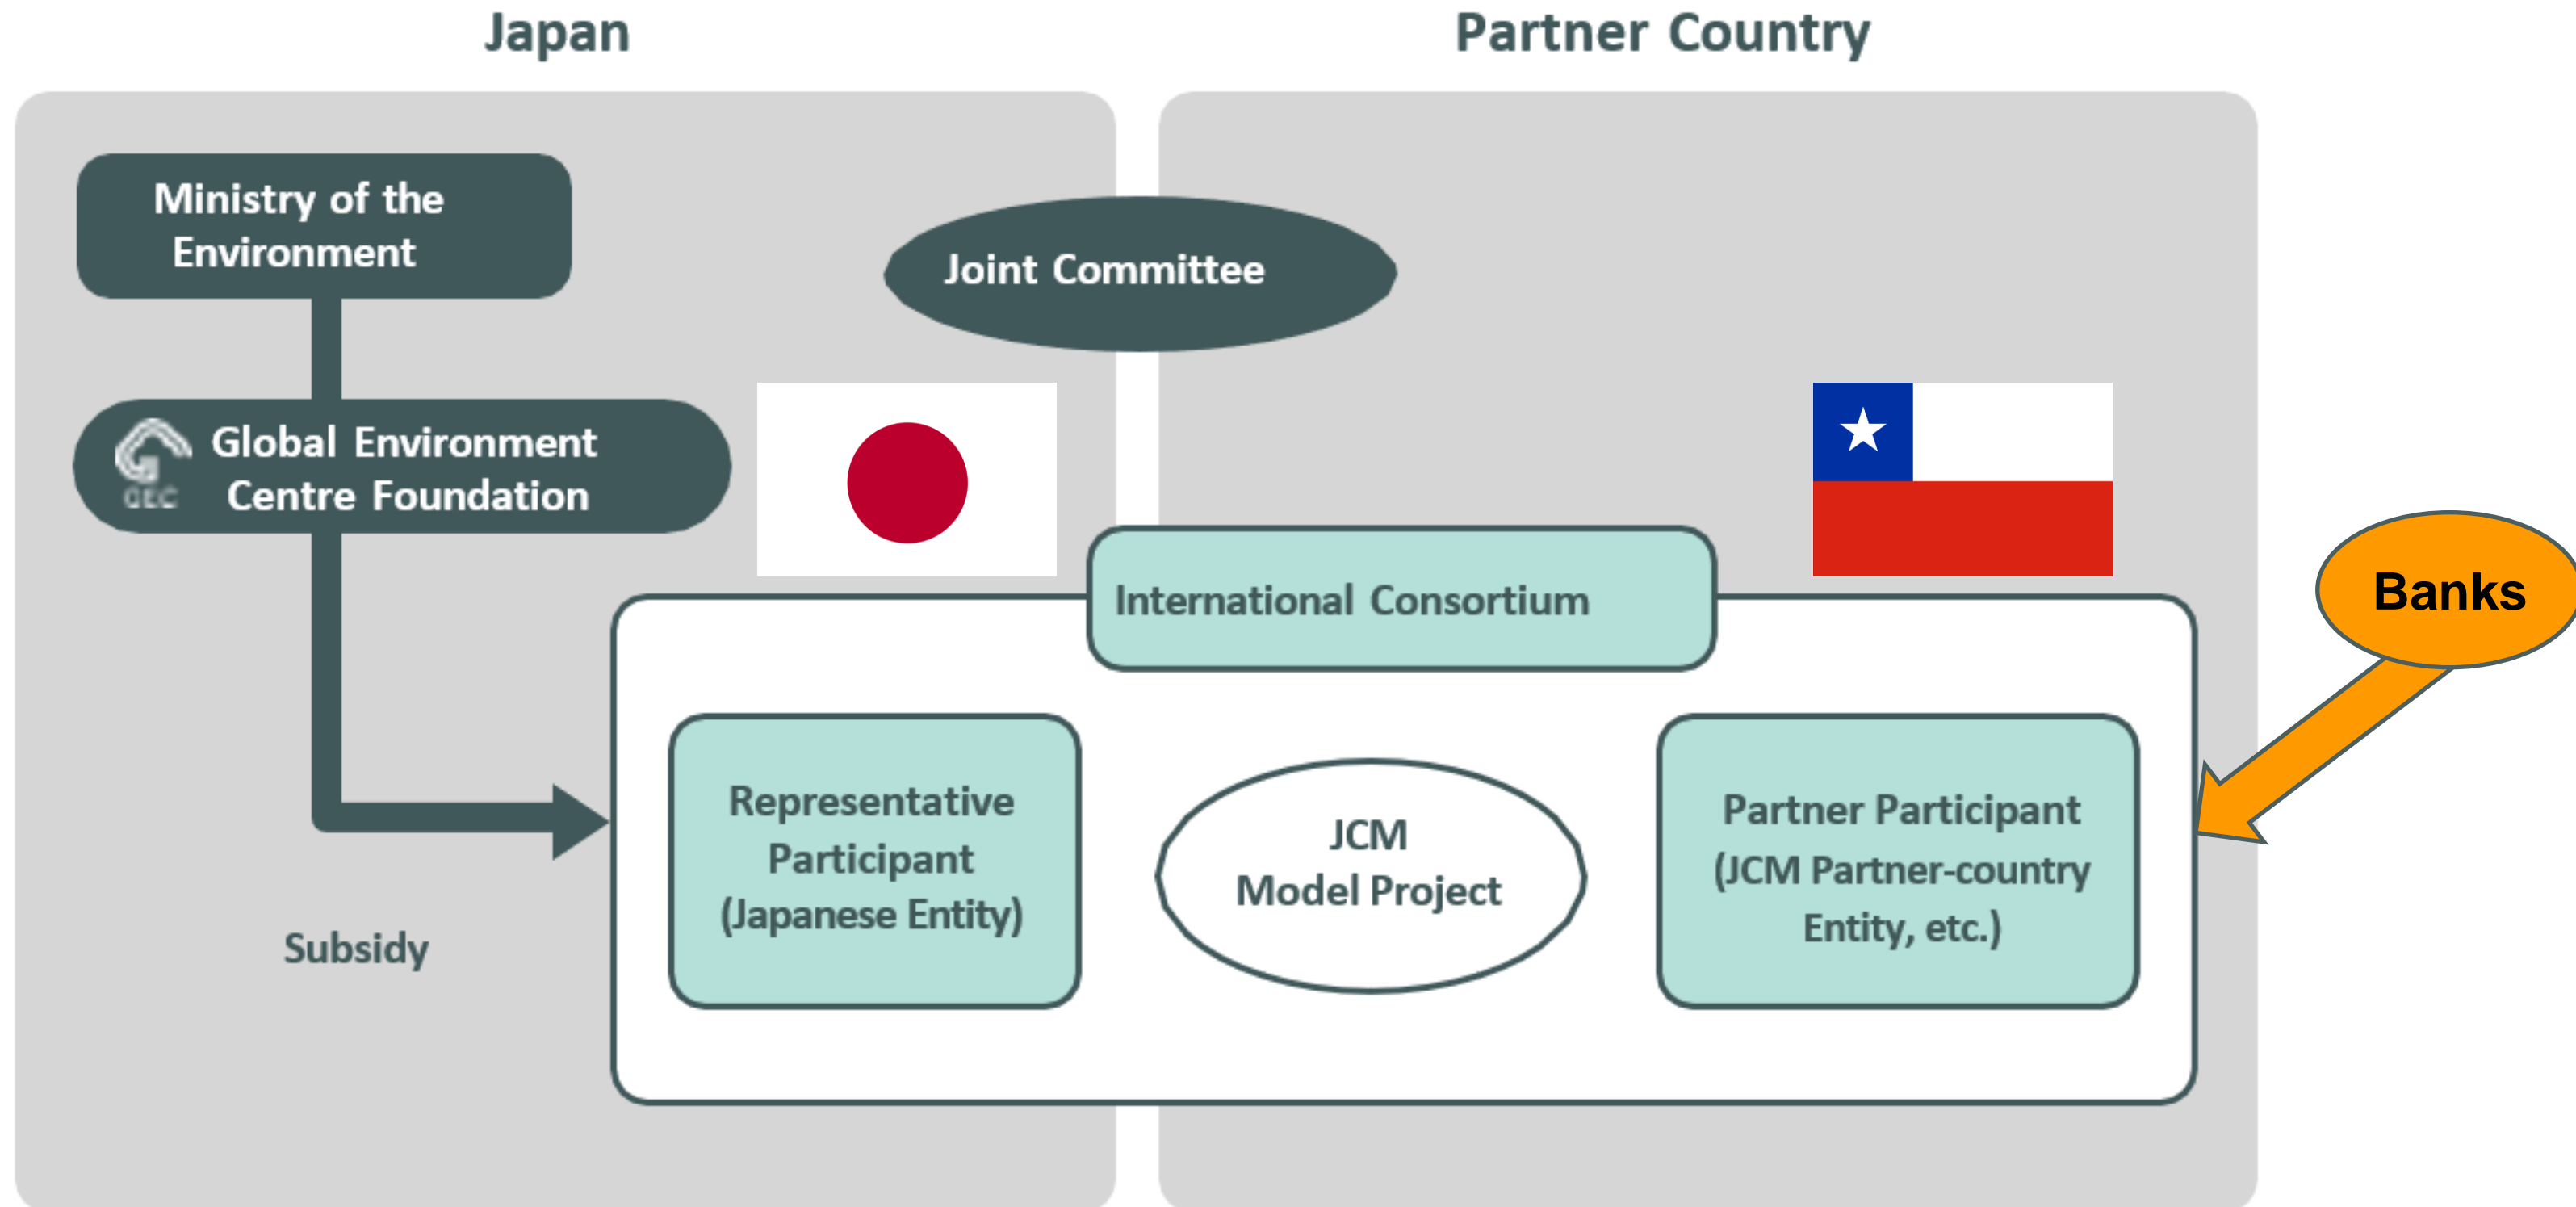 Japan
Partner Country
Ministry of the
Environment
Joint Committee
GEC
Global Environment
Centre Foundation
International Consortium
Banks
Representative
Participant
(Japanese Entity)
JCM
Model Project
Partner Participant
(JCM Partner-country
Entity, etc.)
Subsidy